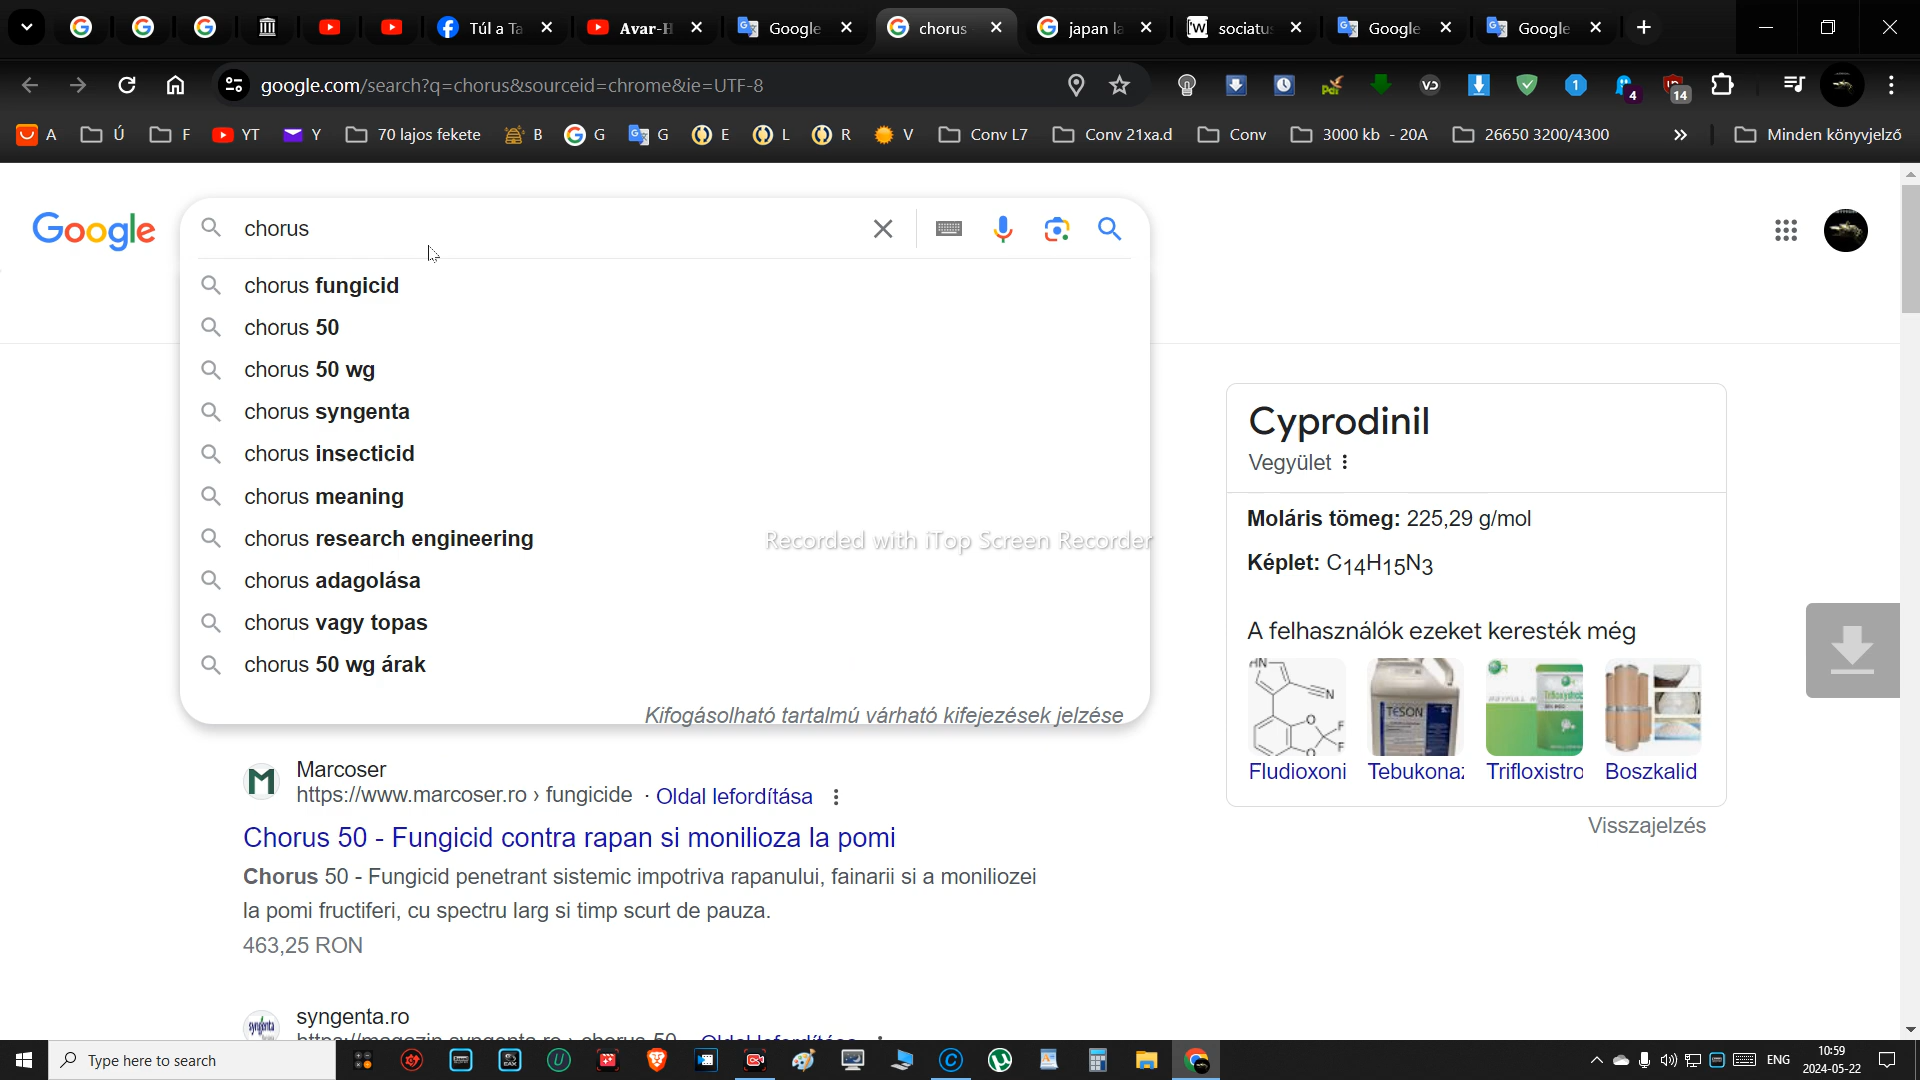 Túl a Ta
Avar-H
Google
chorus
japan la
sociatu
Google
Google
google.com/search?q=chorus&sourceid=chrome&ie=UTF-8
4
14
A
Ú
F
YT
Y
70 lajos fekete
B
G
G
E
L
R
V
Conv L7
Conv 21xa.d
Conv
3000 kb - 20A
26650 3200/4300
Minden könyvjelző
Google
chorus
chorus fungicid
chorus 50
chorus 50 wg
chorus syngenta
chorus insecticid
chorus meaning
chorus research engineering
chorus adagolása
chorus vagy topas
chorus 50 wg árak
Kifogásolható tartalmú várható kifejezések jelzése
Recorded with iTop Screen Recorder
Cyprodinil
Vegyület
Moláris tömeg: 225,29 g/mol
Képlet: C14H15N3
A felhasználók ezeket keresték még
Fludioxoni
Tebukonaz
Trifloxistro
Boszkalid
Visszajelzés
Marcoser
https://www.marcoser.ro › fungicide · Oldal lefordítása
Chorus 50 - Fungicid contra rapan si monilioza la pomi
Chorus 50 - Fungicid penetrant sistemic impotriva rapanului, fainarii si a moniliozei
la pomi fructiferi, cu spectru larg si timp scurt de pauza.
463,25 RON
syngenta.ro
Type here to search
ENG
10:59
2024-05-22